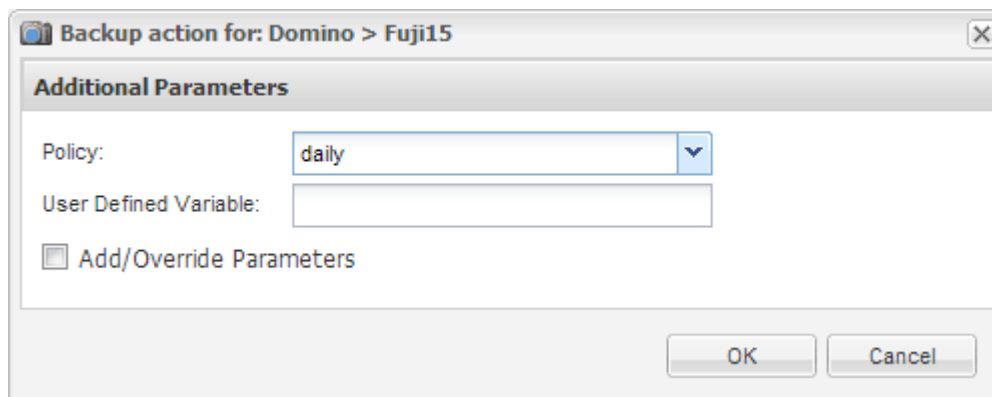 Backup action for: Domino > Fuji15
Additional Parameters
Policy: daily
User Defined Variable:
Add/Override Parameters
OK Cancel